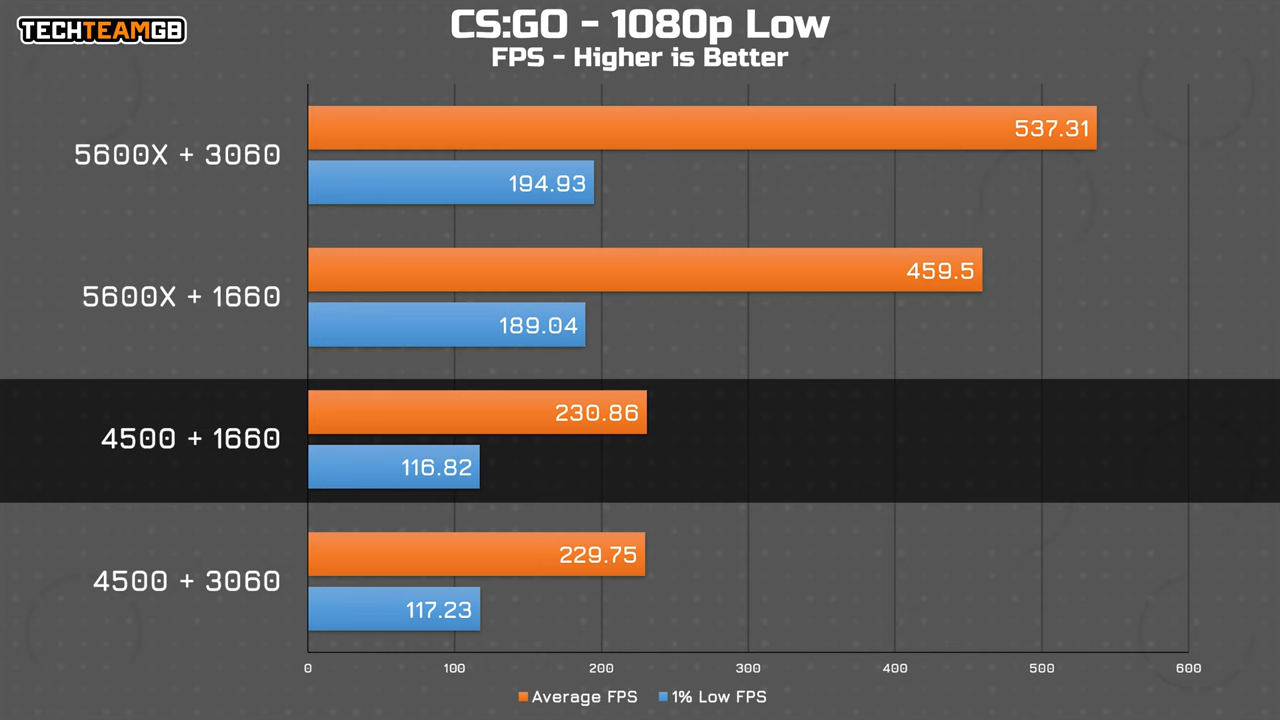 TECHTEAMGB
CS:GO - 1080p Low
FPS - Higher is Better
5600X + 3060
537.31
194.93
5600X + 1660
459.5
189.04
4500 + 1660
230.86
116.82
4500 + 3060
229.75
117.23
0 100 200 300 400 500 600
Average FPS 1% Low FPS